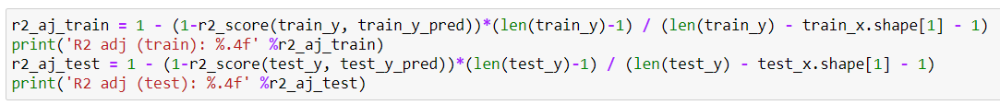 r2_aj_train = 1 - (1-r2_score(train_y, train_y_pred))*(len(train_y)-1) / (len(train_y) - train_x.shape[1] - 1)
print('R2 adj (train): %.4f' %r2_aj_train)
r2_aj_test = 1 - (1-r2_score(test_y, test_y_pred))*(len(test_y)-1) / (len(test_y) - test_x.shape[1] - 1)
print('R2 adj (test): %.4f' %r2_aj_test)